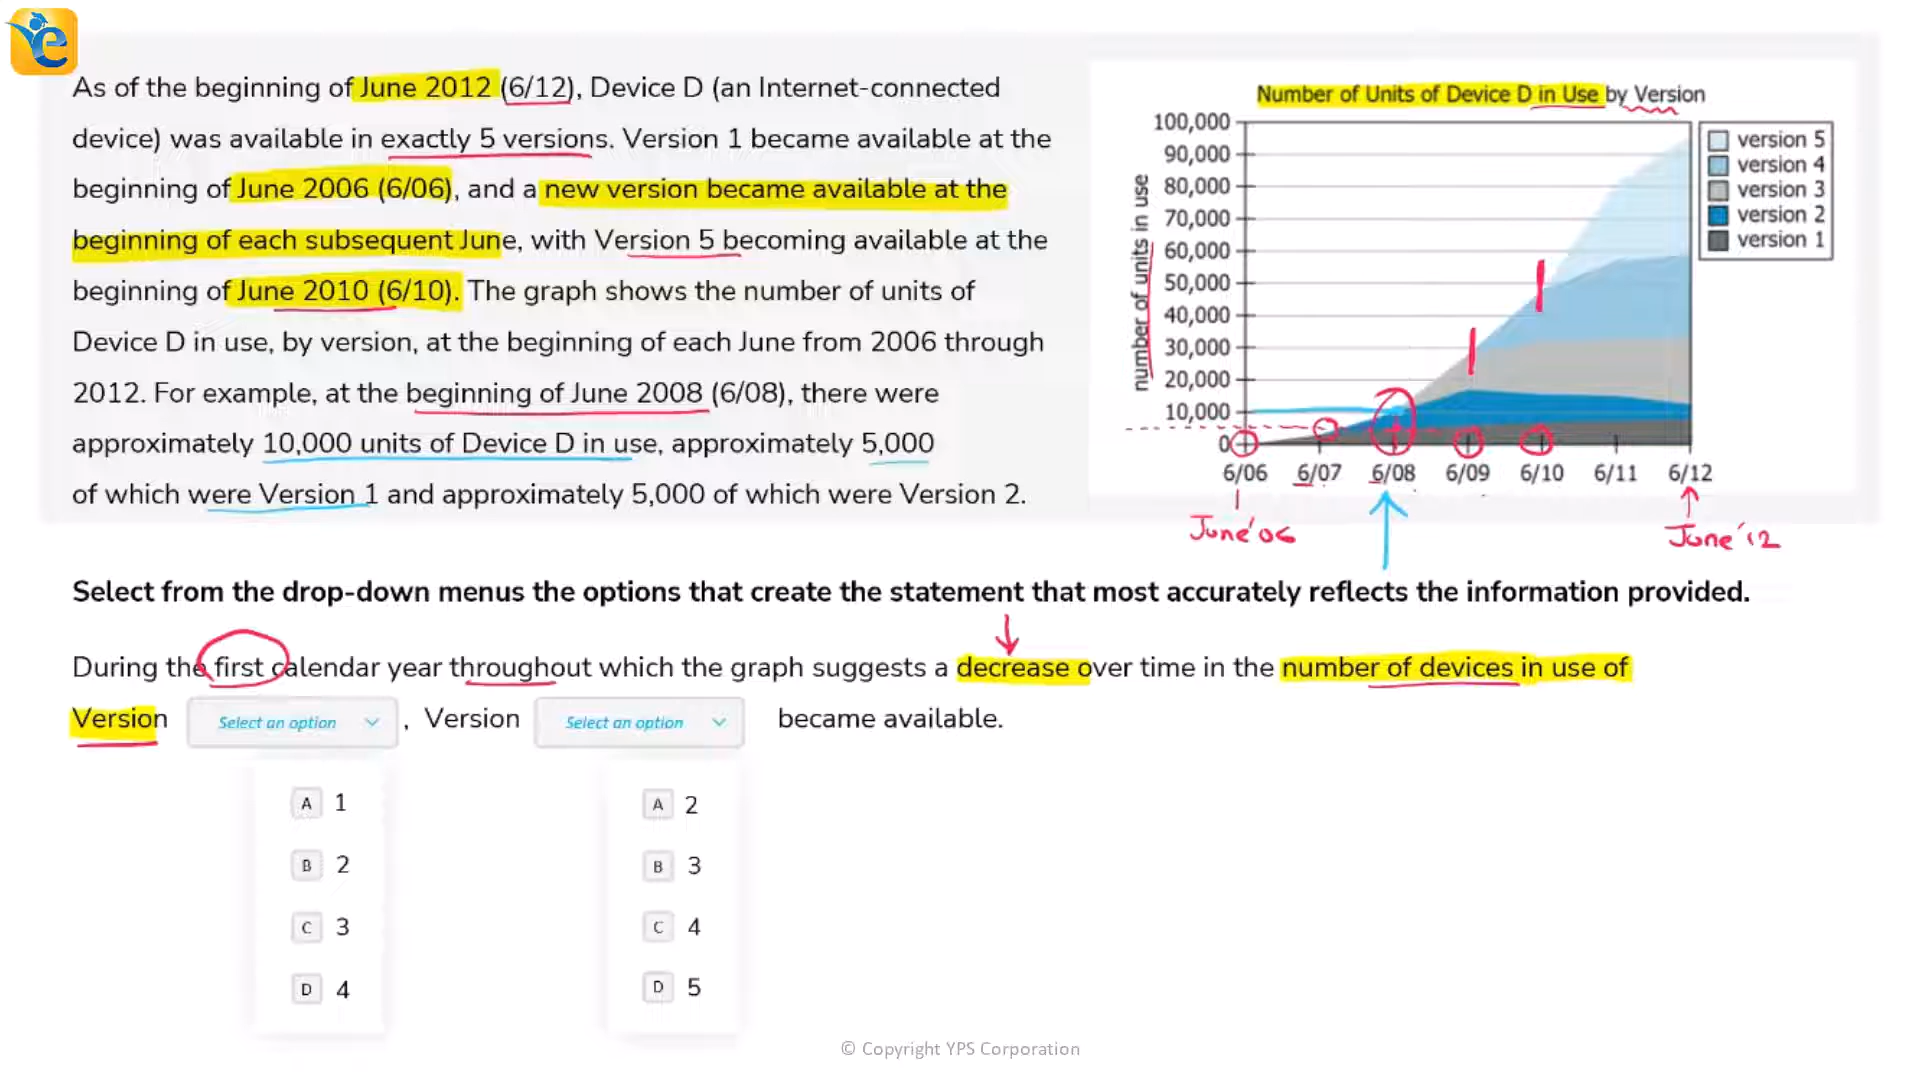 e
As of the beginning of June 2012 (6/12), Device D (an Internet-connected
device) was available in exactly 5 versions. Version 1 became available at the
beginning of June 2006 (6/06), and a new version became available at the
beginning of each subsequent June, with Version 5 becoming available at the
beginning of June 2010 (6/10). The graph shows the number of units of
Device D in use, by version, at the beginning of each June from 2006 through
2012. For example, at the beginning of June 2008 (6/08), there were
approximately 10,000 units of Device D in use, approximately 5,000
of which were Version 1 and approximately 5,000 of which were Version 2.
Number of Units of Device D in Use by Version
number of units in use
100,000
90,000
80,000
70,000
60,000
50,000
40,000
30,000
20,000
10,000
0
6/06 6/07 6/08 6/09 6/10 6/11 6/12
version 5
version 4
version 3
version 2
version 1
June'06
June'12
Select from the drop-down menus the options that create the statement that most accurately reflects the information provided.
During the first calendar year throughout which the graph suggests a decrease over time in the number of devices in use of
Version Select an option , Version Select an option became available.
A 1
B 2
C 3
D 4
A 2
B 3
C 4
D 5
© Copyright YPS Corporation